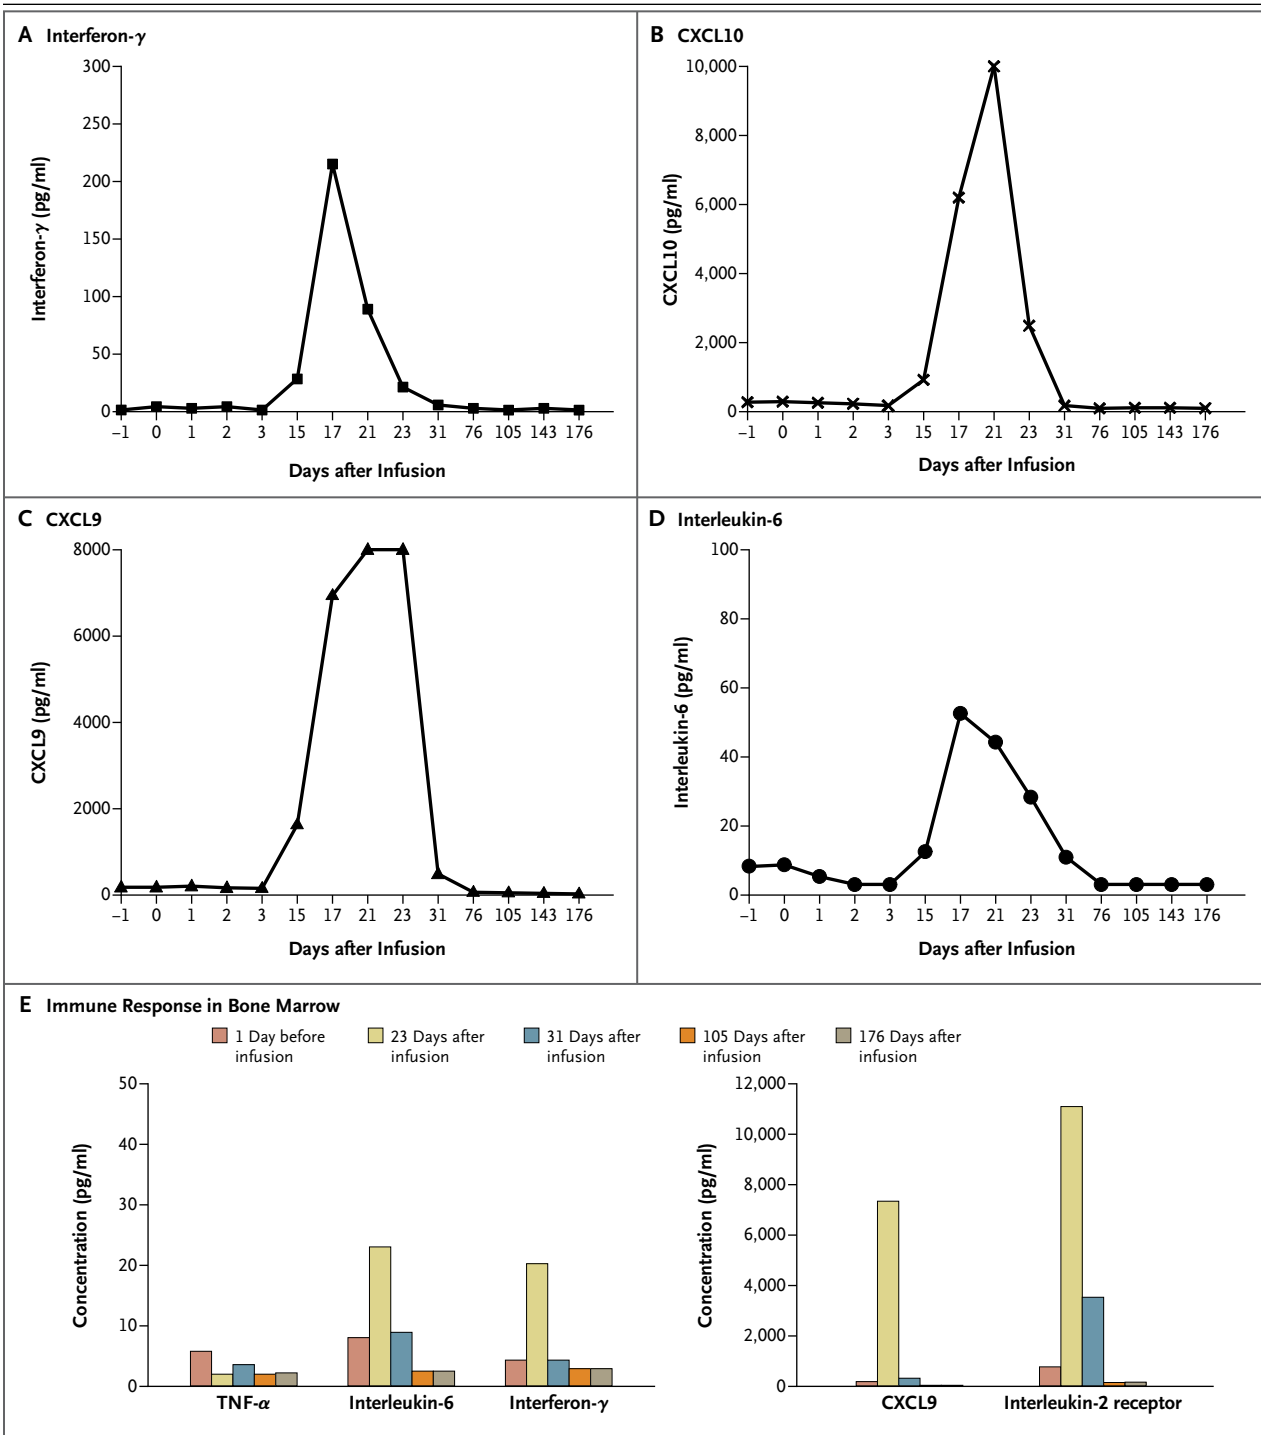 A Interferon-γ
300
250
200
150
100
50
0
Interferon-γ (pg/ml)
–1 0 1 2 3 15 17 21 23 31 76 105 143 176
Days after Infusion
B CXCL10
10,000
8,000
6,000
4,000
2,000
0
CXCL10 (pg/ml)
–1 0 1 2 3 15 17 21 23 31 76 105 143 176
Days after Infusion
C CXCL9
8000
6000
4000
2000
0
CXCL9 (pg/ml)
–1 0 1 2 3 15 17 21 23 31 76 105 143 176
Days after Infusion
D Interleukin-6
100
80
60
40
20
0
Interleukin-6 (pg/ml)
–1 0 1 2 3 15 17 21 23 31 76 105 143 176
Days after Infusion
E Immune Response in Bone Marrow
1 Day before
infusion
23 Days after
infusion
31 Days after
infusion
105 Days after
infusion
176 Days after
infusion
50
40
30
20
10
0
Concentration (pg/ml)
TNF-α Interleukin-6 Interferon-γ
12,000
10,000
8,000
6,000
4,000
2,000
0
Concentration (pg/ml)
CXCL9 Interleukin-2 receptor